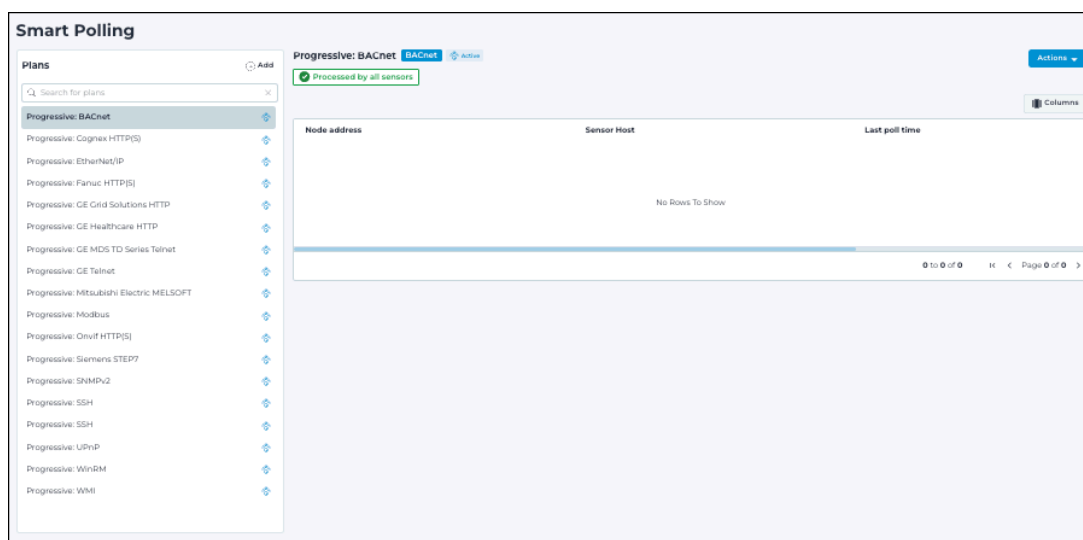 Smart Polling
Plans
Add
Search for plans
Progressive: BACnet
Progressive: Cognex HTTP(S)
Progressive: EtherNet/IP
Progressive: Fanuc HTTP(S)
Progressive: GE Grid Solutions HTTP
Progressive: GE Healthcare HTTP
Progressive: GE MDS TD Series Telnet
Progressive: GE Telnet
Progressive: Mitsubishi Electric MELSOFT
Progressive: Modbus
Progressive: Onvif HTTP(S)
Progressive: Siemens STEP7
Progressive: SNMPv2
Progressive: SSH
Progressive: SSH
Progressive: UPnP
Progressive: WinRM
Progressive: WMI
Progressive: BACnet BACnet Active
Actions
Processed by all sensors
Columns
Node address Sensor Host Last poll time
No Rows To Show
0 to 0 of 0 Page 0 of 0